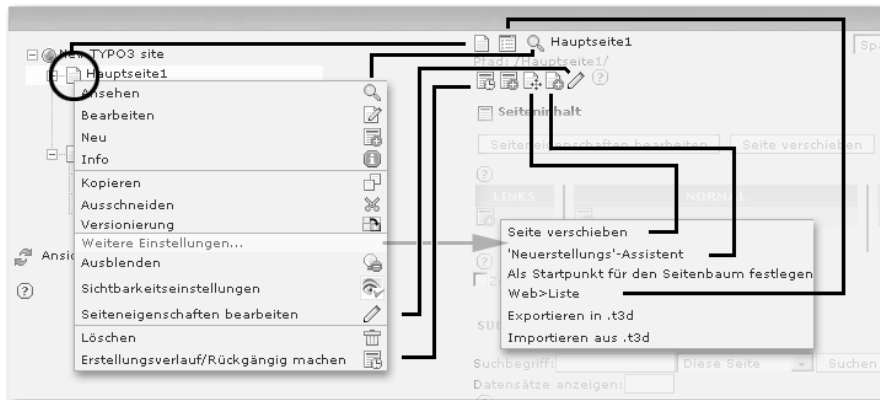 New TYPO3 site
Hauptseite1
Ansehen
Bearbeiten
Neu
Info
Kopieren
Ausschneiden
Versionierung
Weitere Einstellungen...
Ausblenden
Sichtbarkeitseinstellungen
Seiteneigenschaften bearbeiten
Löschen
Erstellungsverlauf/Rückgängig machen
Hauptseite1
Pfad: /Hauptseite1/
Seiteninhalt
Seiteneigenschaften bearbeiten
Seite verschieben
LINKS
NORMAL
Seite verschieben
'Neuerstellungs'-Assistent
Als Startpunkt für den Seitenbaum festlegen
Web>Liste
Exportieren in .t3d
Importieren aus .t3d
Suchbegriff:
Diese Seite
Suchen
Datensätze anzeigen: